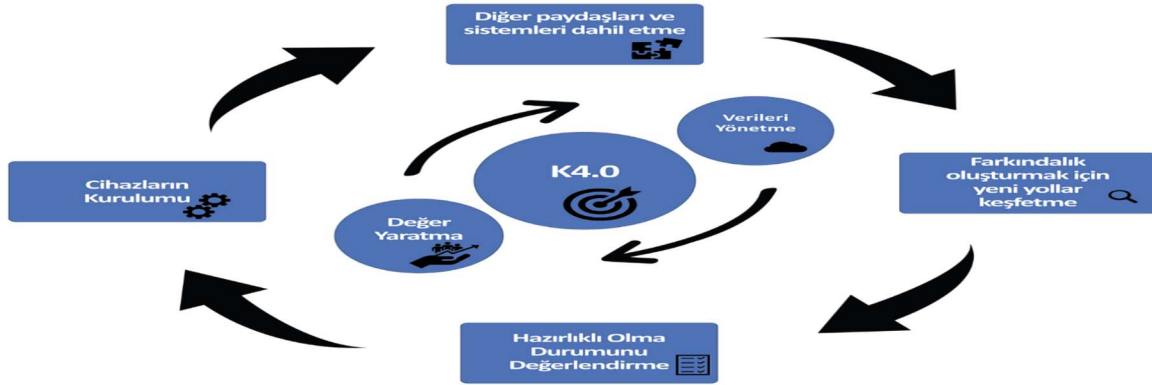 Diğer paydaşları ve
sistemleri dahil etme
Verileri
Yönetme
K4.0
Farkındalık
oluşturmak için
yeni yollar
keşfetme
Cihazların
Kurulumu
Değer
Yaratma
Hazırlıklı Olma
Durumunu
Değerlendirme